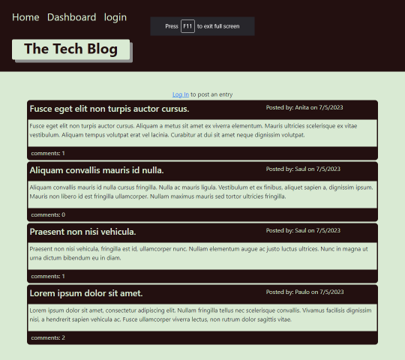 Home Dashboard login
Press F11 to exit full screen
The Tech Blog
Log In to post an entry
Fusce eget elit non turpis auctor cursus. Posted by: Anita on 7/5/2023
Fusce eget elit non turpis auctor cursus. Aliquam a metus sit amet ex viverra elementum. Mauris ultricies scelerisque ex vitae
vestibulum. Aliquam tempus volutpat erat vel lacinia. Curabitur at dui sit amet neque dignissim volutpat.
comments: 1
Aliquam convallis mauris id nulla. Posted by: Saul on 7/5/2023
Aliquam convallis mauris id nulla cursus fringilla. Nulla ac mauris ligula. Vestibulum et ex finibus, aliquet sapien a, dignissim ipsum.
Mauris non libero id est fringilla ullamcorper. Nullam maximus mauris sed tortor ultricies fringilla.
comments: 0
Praesent non nisi vehicula. Posted by: Saul on 7/5/2023
Praesent non nisi vehicula, fringilla est id, ullamcorper nunc. Nullam elementum augue ac justo luctus ultrices. Nunc in magna ut
urna dictum bibendum eu in diam.
comments: 1
Lorem ipsum dolor sit amet. Posted by: Paulo on 7/5/2023
Lorem ipsum dolor sit amet, consectetur adipiscing elit. Nullam fringilla tellus nec scelerisque convallis. Vivamus facilisis dignissim
nisi, a hendrerit sapien vehicula ac. Fusce ullamcorper viverra lectus, non rutrum dolor sagittis vitae.
comments: 2